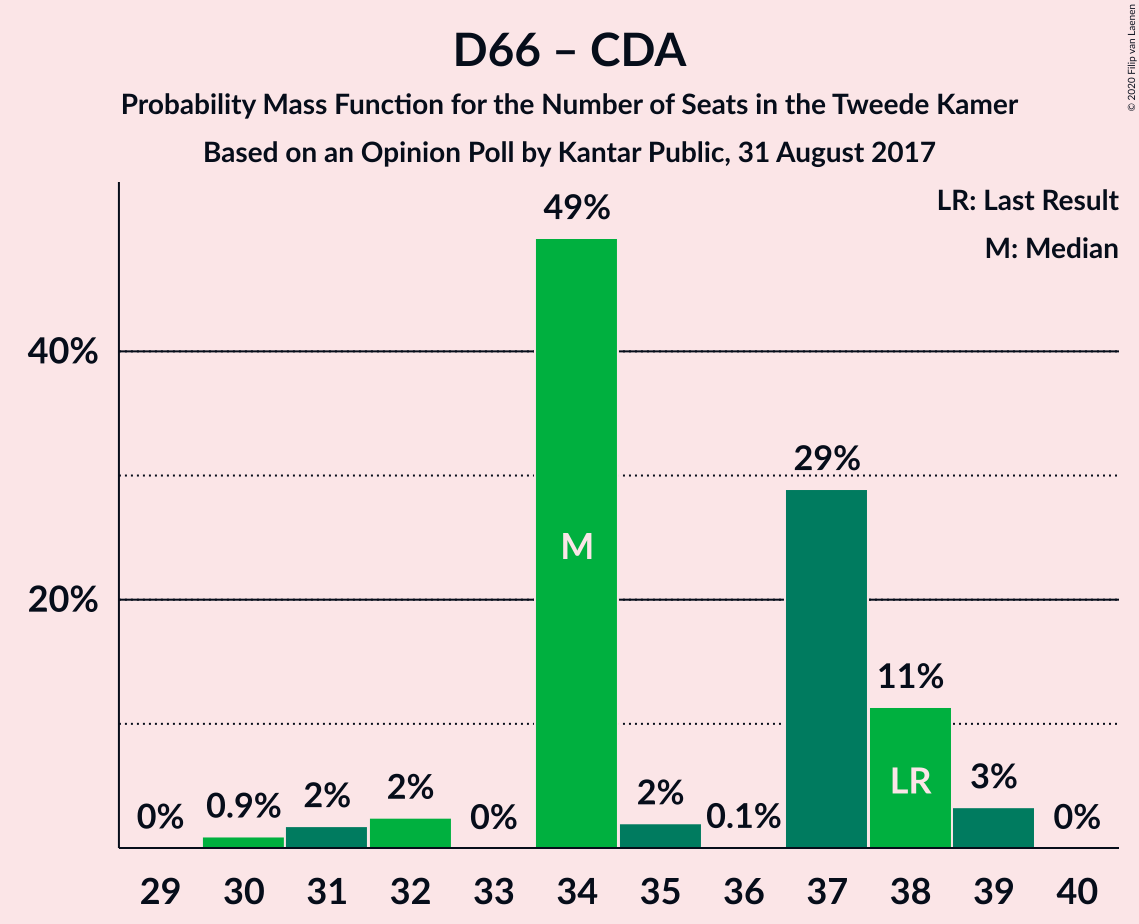 D66 – CDA
Probability Mass Function for the Number of Seats in the Tweede Kamer
Based on an Opinion Poll by Kantar Public, 31 August 2017
© 2020 Filip van Laenen
LR: Last Result
M: Median
40%
20%
0%
0.9%
2%
2%
0%
49%
2%
0.1%
29%
11%
3%
0%
M
LR
29 30 31 32 33 34 35 36 37 38 39 40